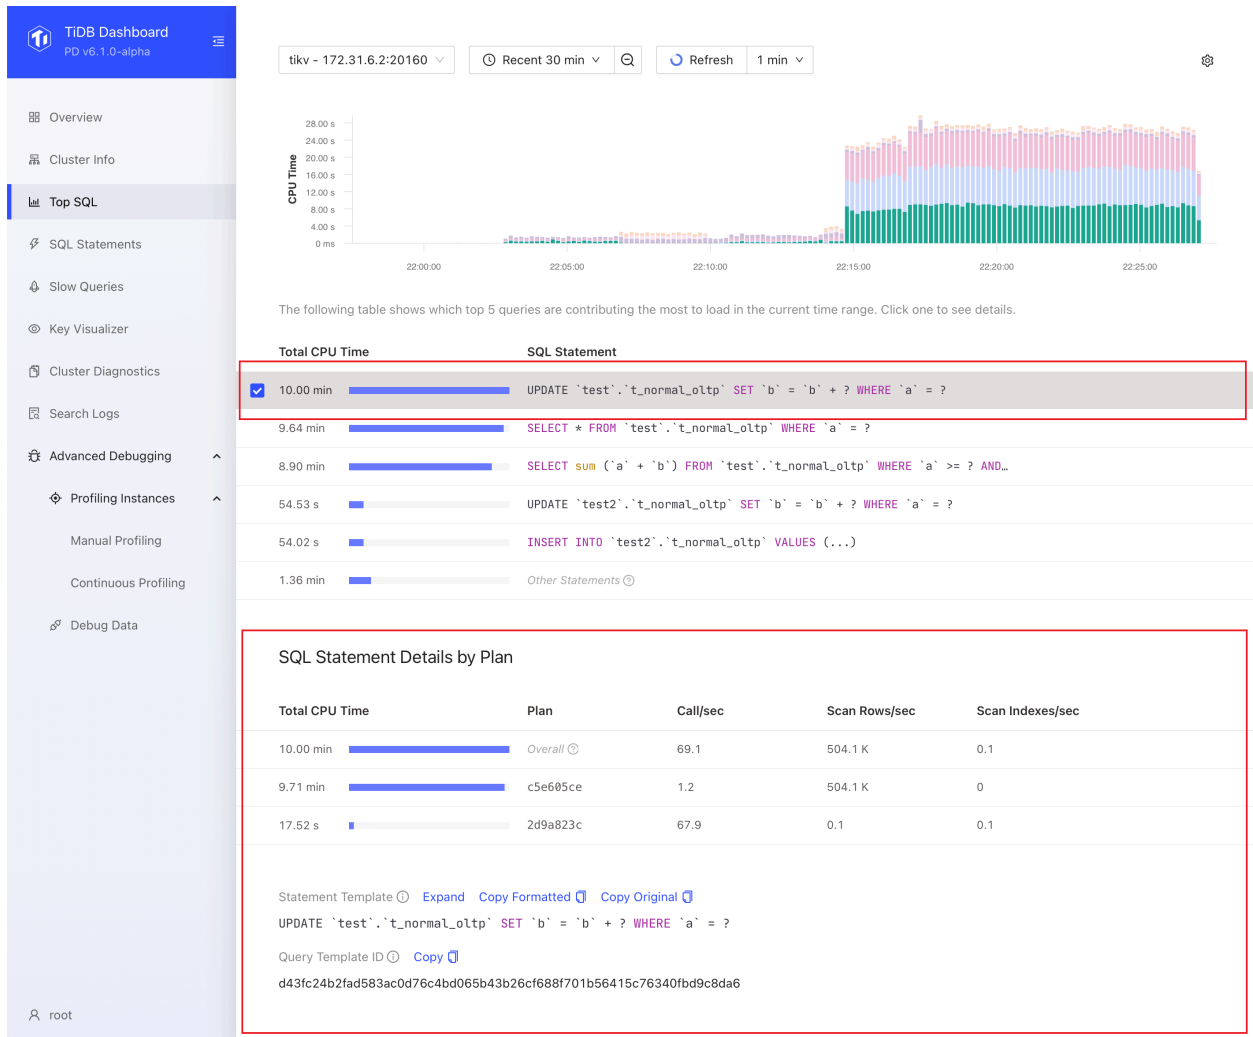 TiDB Dashboard
PD v6.1.0-alpha
Overview
Cluster Info
Top SQL
SQL Statements
Slow Queries
Key Visualizer
Cluster Diagnostics
Search Logs
Advanced Debugging
Profiling Instances
Manual Profiling
Continuous Profiling
Debug Data
root
tikv - 172.31.6.2:20160
Recent 30 min
Refresh
1 min
CPU Time
28.00 s
24.00 s
20.00 s
16.00 s
12.00 s
8.00 s
4.00 s
0 ms
22:00:00 22:05:00 22:10:00 22:15:00 22:20:00 22:25:00
The following table shows which top 5 queries are contributing the most to load in the current time range. Click one to see details.
Total CPU Time SQL Statement
10.00 min UPDATE `test`.`t_normal_oltp` SET `b` = `b` + ? WHERE `a` = ?
9.64 min SELECT * FROM `test`.`t_normal_oltp` WHERE `a` = ?
8.90 min SELECT sum (`a` + `b`) FROM `test`.`t_normal_oltp` WHERE `a` >= ? AND…
54.53 s UPDATE `test2`.`t_normal_oltp` SET `b` = `b` + ? WHERE `a` = ?
54.02 s INSERT INTO `test2`.`t_normal_oltp` VALUES (...)
1.36 min Other Statements
SQL Statement Details by Plan
Total CPU Time Plan Call/sec Scan Rows/sec Scan Indexes/sec
10.00 min Overall 69.1 504.1 K 0.1
9.71 min c5e605ce 1.2 504.1 K 0
17.52 s 2d9a823c 67.9 0.1 0.1
Statement Template Expand Copy Formatted Copy Original
UPDATE `test`.`t_normal_oltp` SET `b` = `b` + ? WHERE `a` = ?
Query Template ID Copy
d43fc24b2fad583ac0d76c4bd065b43b26cf688f701b56415c76340fbd9c8da6